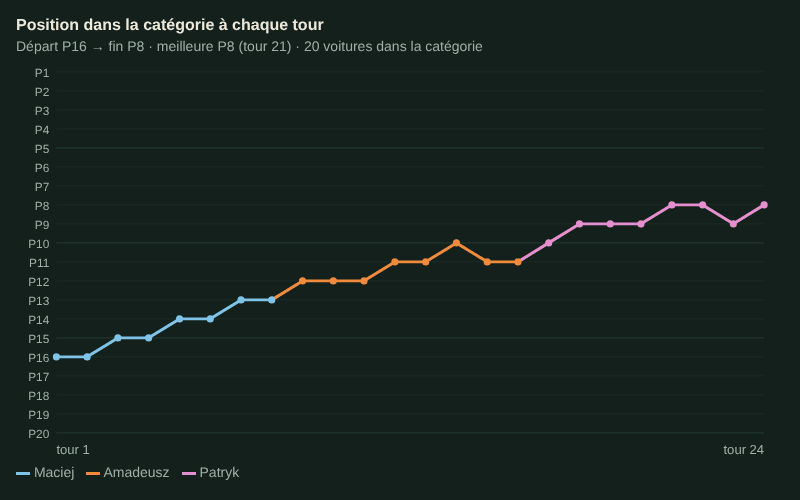 Position dans la catégorie à chaque tour
Départ P16 → fin P8 · meilleure P8 (tour 21) · 20 voitures dans la catégorie
P1
P2
P3
P4
P5
P6
P7
P8
P9
P10
P11
P12
P13
P14
P15
P16
P17
P18
P19
P20
tour 1 tour 24
Maciej Amadeusz Patryk